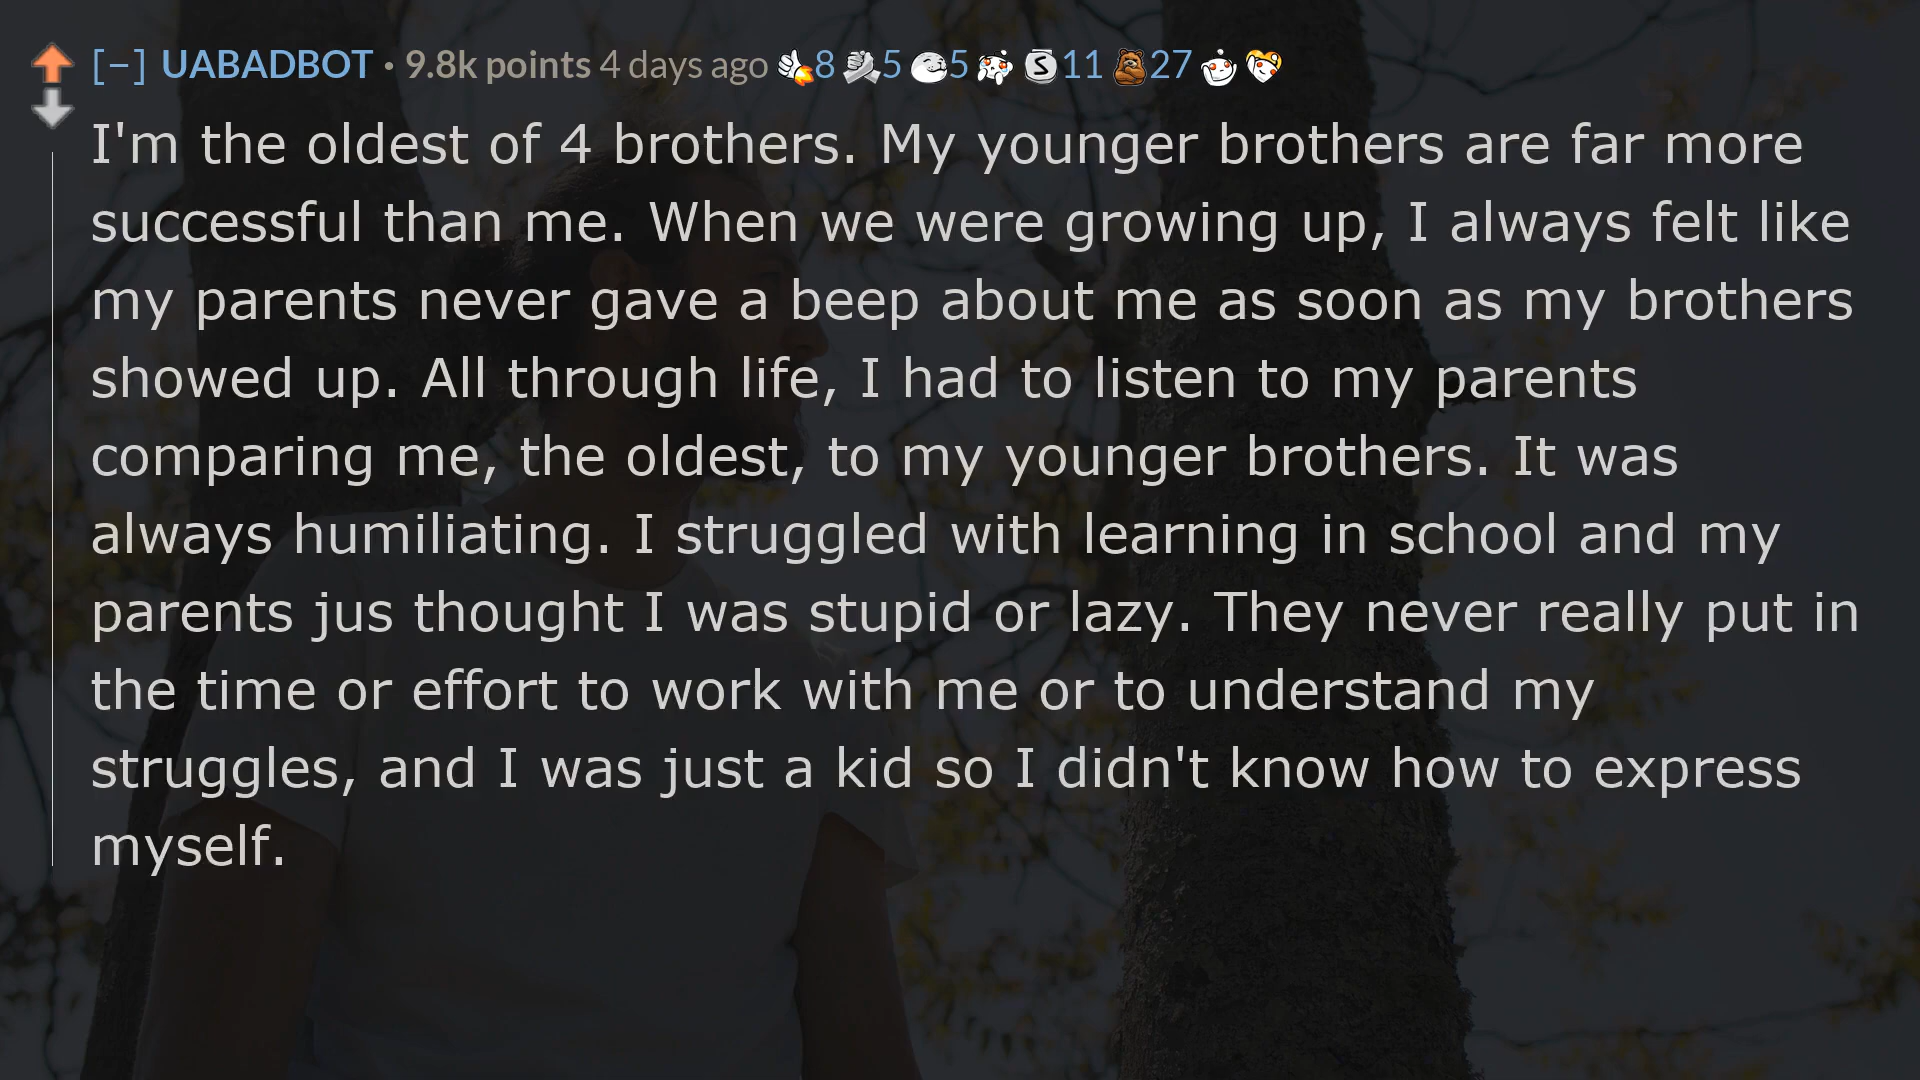 [–] UABADBOT • 9.8k points 4 days ago 8 5 5 S 11 27
I'm the oldest of 4 brothers. My younger brothers are far more
successful than me. When we were growing up, I always felt like
my parents never gave a beep about me as soon as my brothers
showed up. All through life, I had to listen to my parents
comparing me, the oldest, to my younger brothers. It was
always humiliating. I struggled with learning in school and my
parents jus thought I was stupid or lazy. They never really put in
the time or effort to work with me or to understand my
struggles, and I was just a kid so I didn't know how to express
myself.